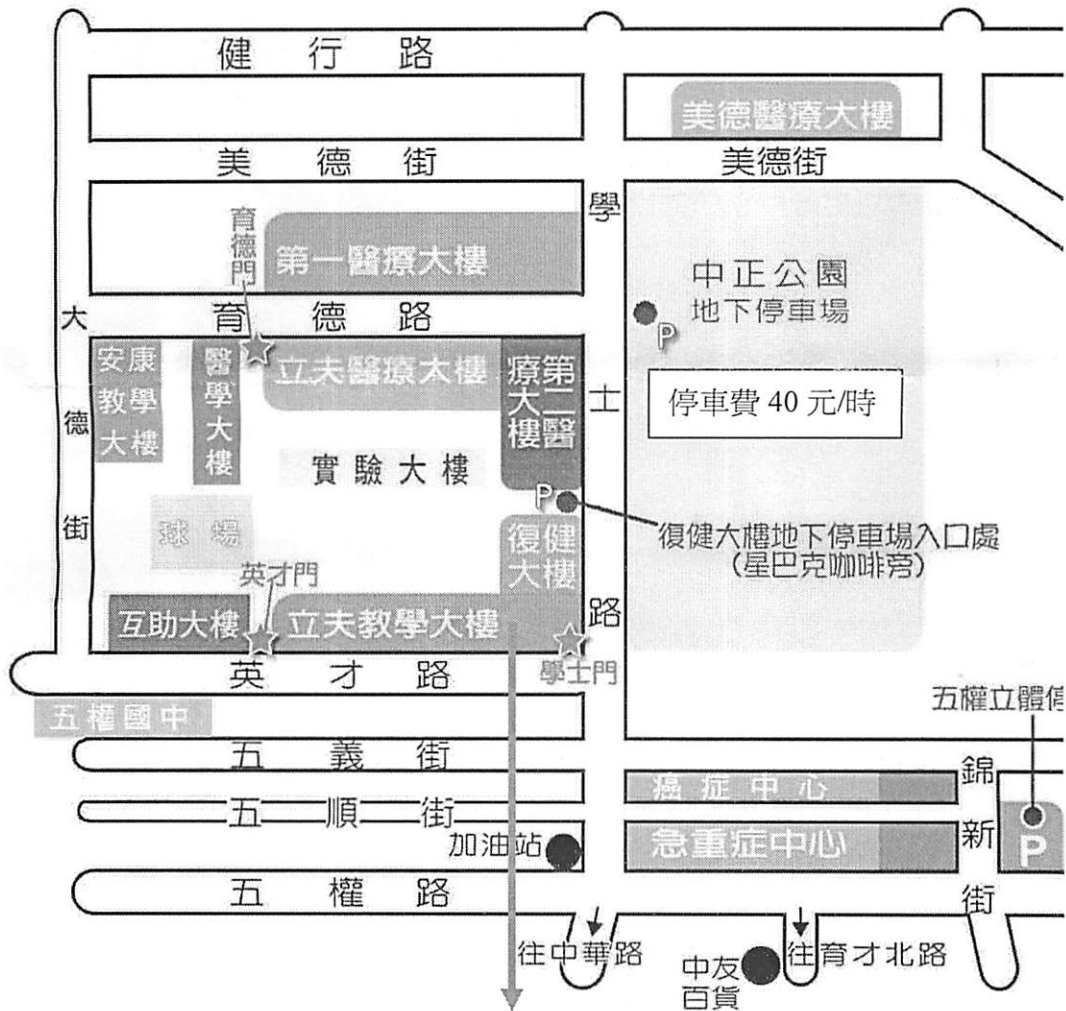 健行路
美德醫療大樓
美德街
美德街
育德門
第一醫療大樓
學士路
中正公園
地下停車場
P
大德街
育德路
安康
教學
大樓
醫學大樓
立夫醫療大樓
第二醫
療大樓
停車費 40 元/時
實驗大樓
P
復健大樓地下停車場入口處
(星巴克咖啡旁)
球場
復健
大樓
英才門
互助大樓
立夫教學大樓
英才路
學士門
五權國中
五權立體停
五義街
錦新街
癌症中心
五順街
加油站
急重症中心
P
五權路
往中華路
中友
百貨
往育才北路